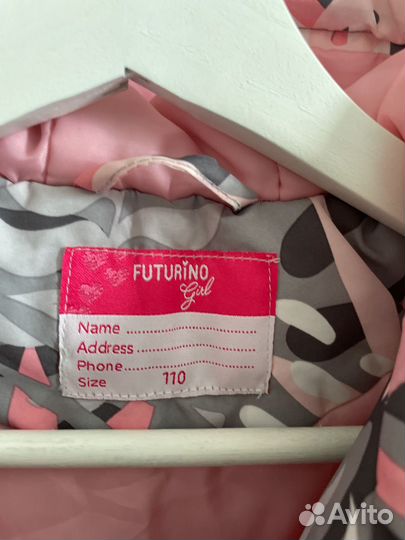 FUTURINO
Girl
Name ....................
Address ..................
Phone ....................
Size 110
Avito